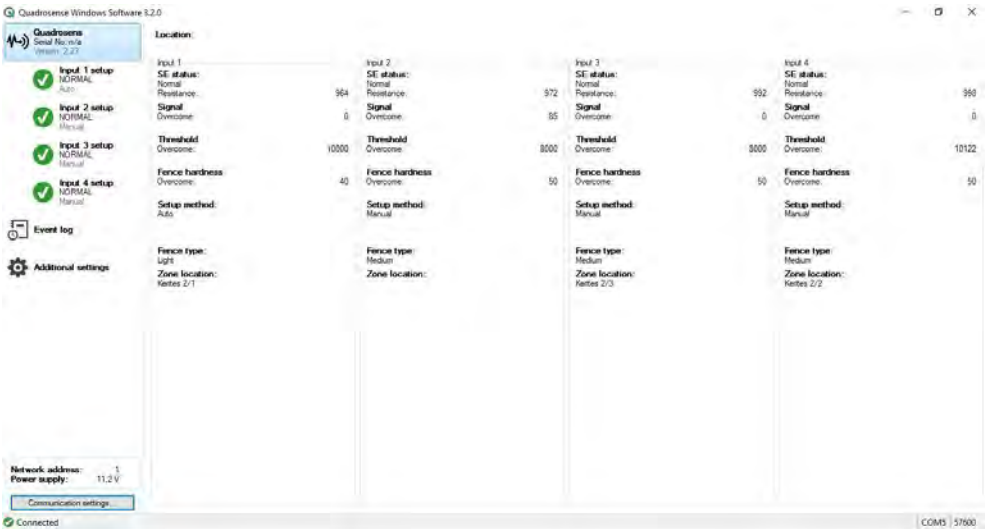 Quadrosense Windows Software 3.2.0
Quadrosens
Serial No: n/a
Version: 2.27
Input 1 setup
NORMAL
Auto
Input 2 setup
NORMAL
Manual
Input 3 setup
NORMAL
Manual
Input 4 setup
NORMAL
Manual
Event log
Additional settings
Network address: 1
Power supply: 11,2 V
Communication settings...
Connected
Location:
Input 1
SE status:
Normal
Resistance: 964
Signal
Overcome: 0
Threshold
Overcome: 10000
Fence hardness
Overcome: 40
Setup method:
Auto
Fence type:
Light
Zone location:
Kertes 2/1
Input 2
SE status:
Normal
Resistance: 972
Signal
Overcome: 85
Threshold
Overcome: 8000
Fence hardness
Overcome: 50
Setup method:
Manual
Fence type:
Medium
Zone location:
Input 3
SE status:
Normal
Resistance: 992
Signal
Overcome: 0
Threshold
Overcome:
Fence hardness
Overcome: 50
Setup method:
Manual
Fence type:
Medium
Zone location:
Kertes 2/3
Input 4
SE status:
Normal
Resistance:
Signal
Overcome: 0
Threshold
Overcome: 10122
Fence hardness
Overcome: 50
Setup method:
Manual
Fence type:
Medium
Zone location:
Kertes 2/2
COM5 57600